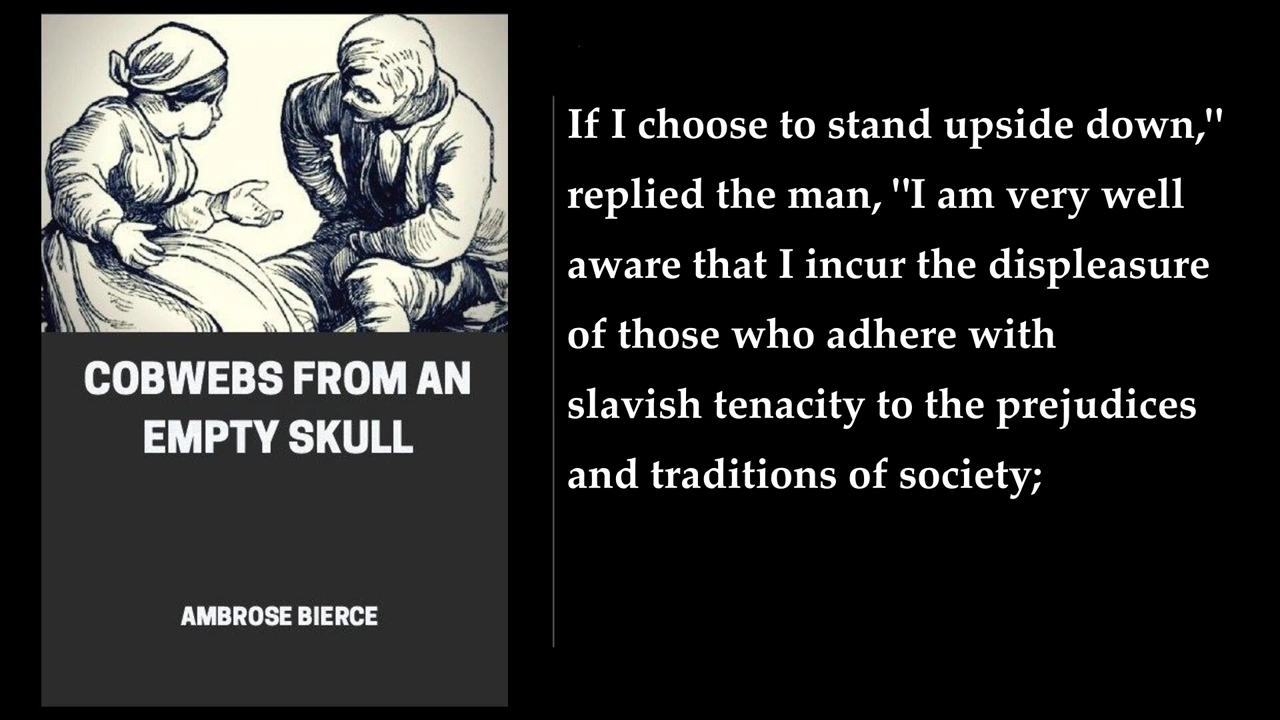 COBWEBS FROM AN
EMPTY SKULL
AMBROSE BIERCE
If I choose to stand upside down,"
replied the man, "I am very well
aware that I incur the displeasure
of those who adhere with
slavish tenacity to the prejudices
and traditions of society;